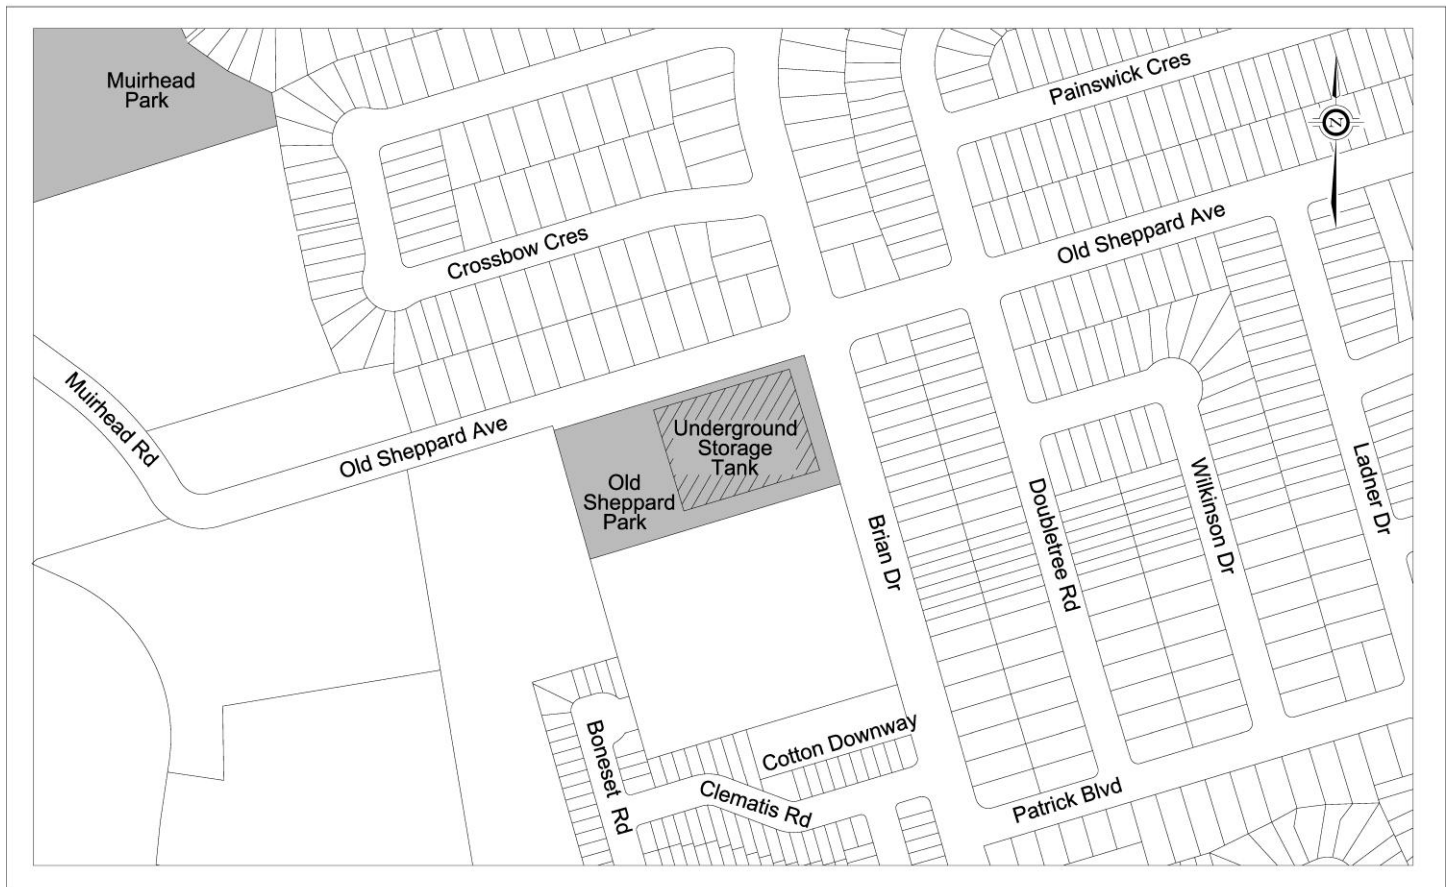 Muirhead
Park
Painswick Cres
N
Old Sheppard Ave
Crossbow Cres
Muirhead Rd
Old Sheppard Ave
Underground
Storage
Tank
Old
Sheppard
Park
Brian Dr
Doubletree Rd
Wilkinson Dr
Ladner Dr
Boneset Rd
Cotton Downway
Clematis Rd
Patrick Blvd